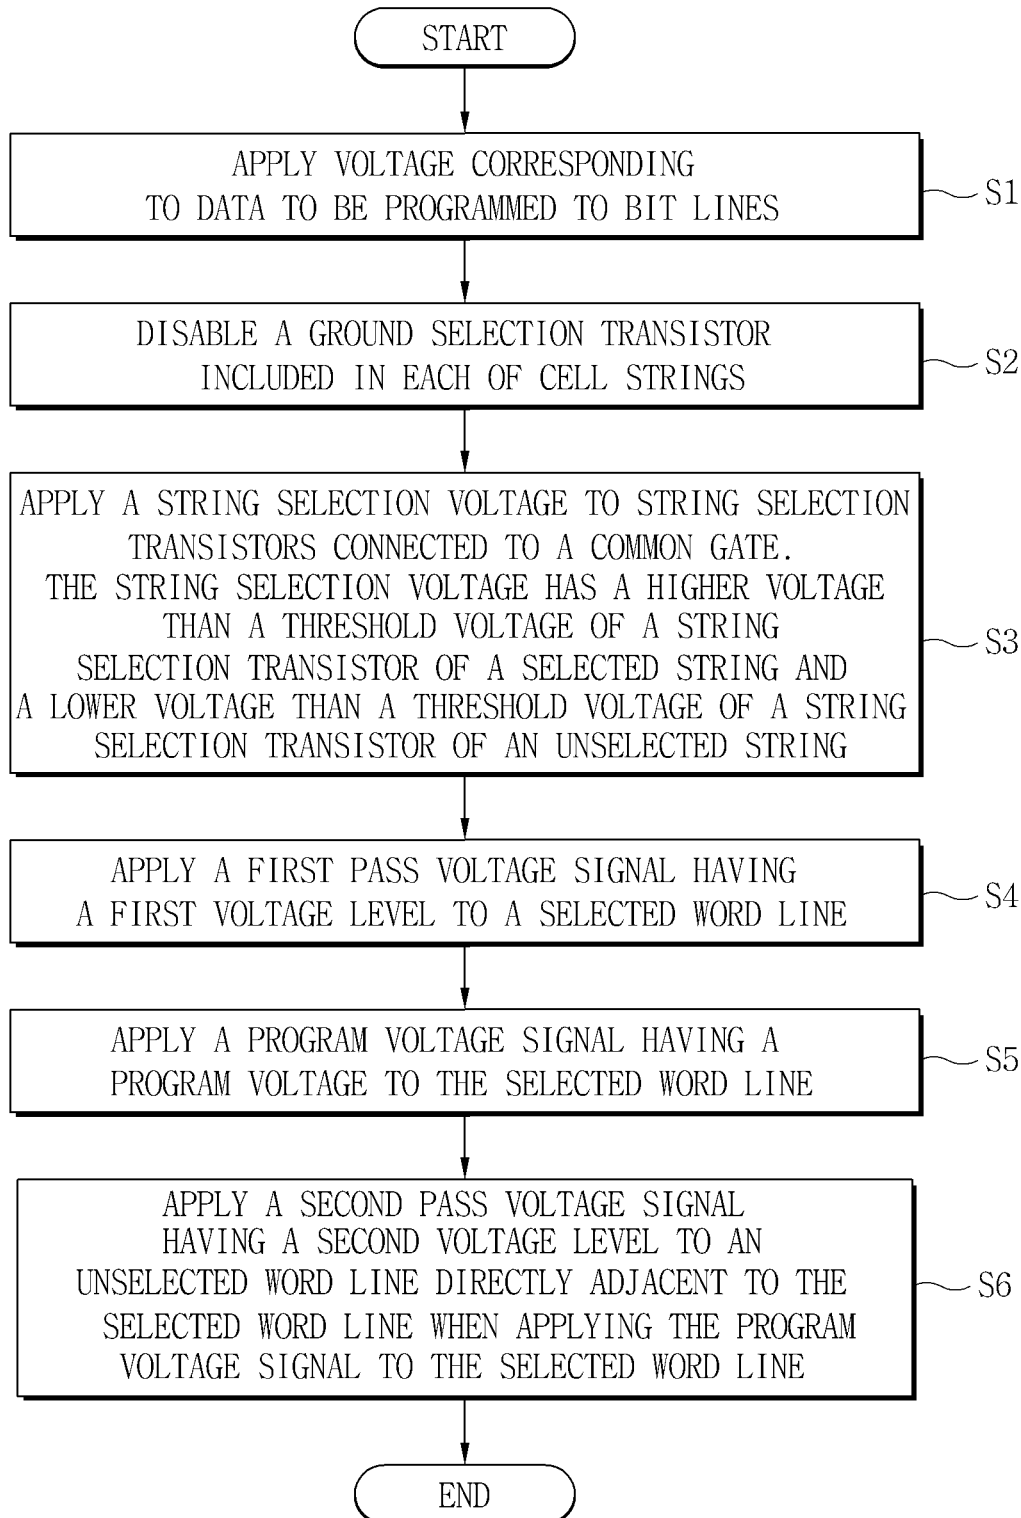 START
APPLY VOLTAGE CORRESPONDING
TO DATA TO BE PROGRAMMED TO BIT LINES
S1
DISABLE A GROUND SELECTION TRANSISTOR
INCLUDED IN EACH OF CELL STRINGS
S2
APPLY A STRING SELECTION VOLTAGE TO STRING SELECTION
TRANSISTORS CONNECTED TO A COMMON GATE.
THE STRING SELECTION VOLTAGE HAS A HIGHER VOLTAGE
THAN A THRESHOLD VOLTAGE OF A STRING
SELECTION TRANSISTOR OF A SELECTED STRING AND
A LOWER VOLTAGE THAN A THRESHOLD VOLTAGE OF A STRING
SELECTION TRANSISTOR OF AN UNSELECTED STRING
S3
APPLY A FIRST PASS VOLTAGE SIGNAL HAVING
A FIRST VOLTAGE LEVEL TO A SELECTED WORD LINE
S4
APPLY A PROGRAM VOLTAGE SIGNAL HAVING A
PROGRAM VOLTAGE TO THE SELECTED WORD LINE
S5
APPLY A SECOND PASS VOLTAGE SIGNAL
HAVING A SECOND VOLTAGE LEVEL TO AN
UNSELECTED WORD LINE DIRECTLY ADJACENT TO THE
SELECTED WORD LINE WHEN APPLYING THE PROGRAM
VOLTAGE SIGNAL TO THE SELECTED WORD LINE
S6
END